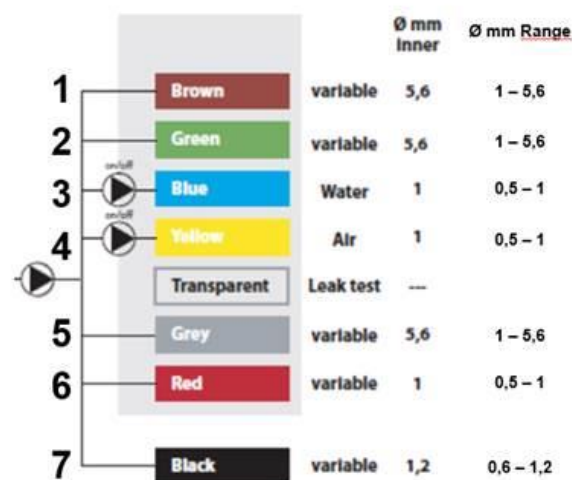 Ø mm Inner Ø mm Range
1 Brown variable 5,6 1 – 5,6
2 Green variable 5,6 1 – 5,6
on/off
3 Blue Water 1 0,5 – 1
on/off
4 Yellow Air 1 0,5 – 1
Transparent Leak test ---
5 Grey variable 5,6 1 – 5,6
6 Red variable 1 0,5 – 1
7 Black variable 1,2 0,6 – 1,2